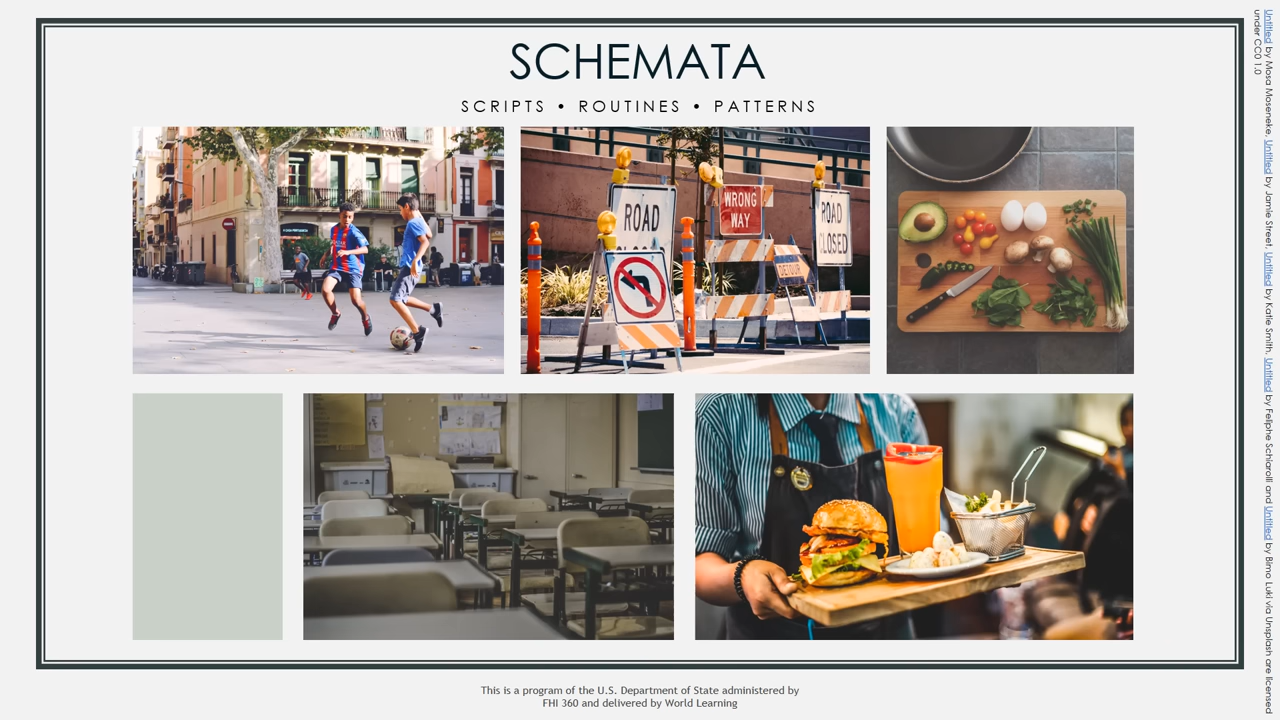 SCHEMATA
SCRIPTS • ROUTINES • PATTERNS
ROAD
CLOSED
WRONG
WAY
DETOUR
ROAD
CLOSED
This is a program of the U.S. Department of State administered by
FHI 360 and delivered by World Learning
Untitled by Mosa Moseneke, Untitled by Jamie Street, Untitled by Katie Smith, Untitled by Feliphe Schiarolli and Untitled by Bimo Luki via Unsplash are licensed
under CC0 1.0